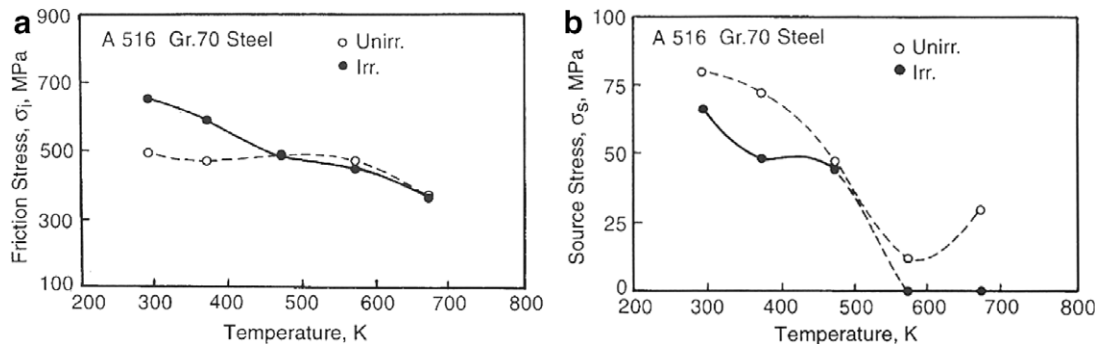 a
900
A 516 Gr.70 Steel
Unirr.
Irr.
700
500
300
100
200 300 400 500 600 700 800
Friction Stress, σi, MPa
Temperature, K
b
100
A 516 Gr.70 Steel
Unirr.
Irr.
75
50
25
0
200 300 400 500 600 700 800
Source Stress, σs, MPa
Temperature, K